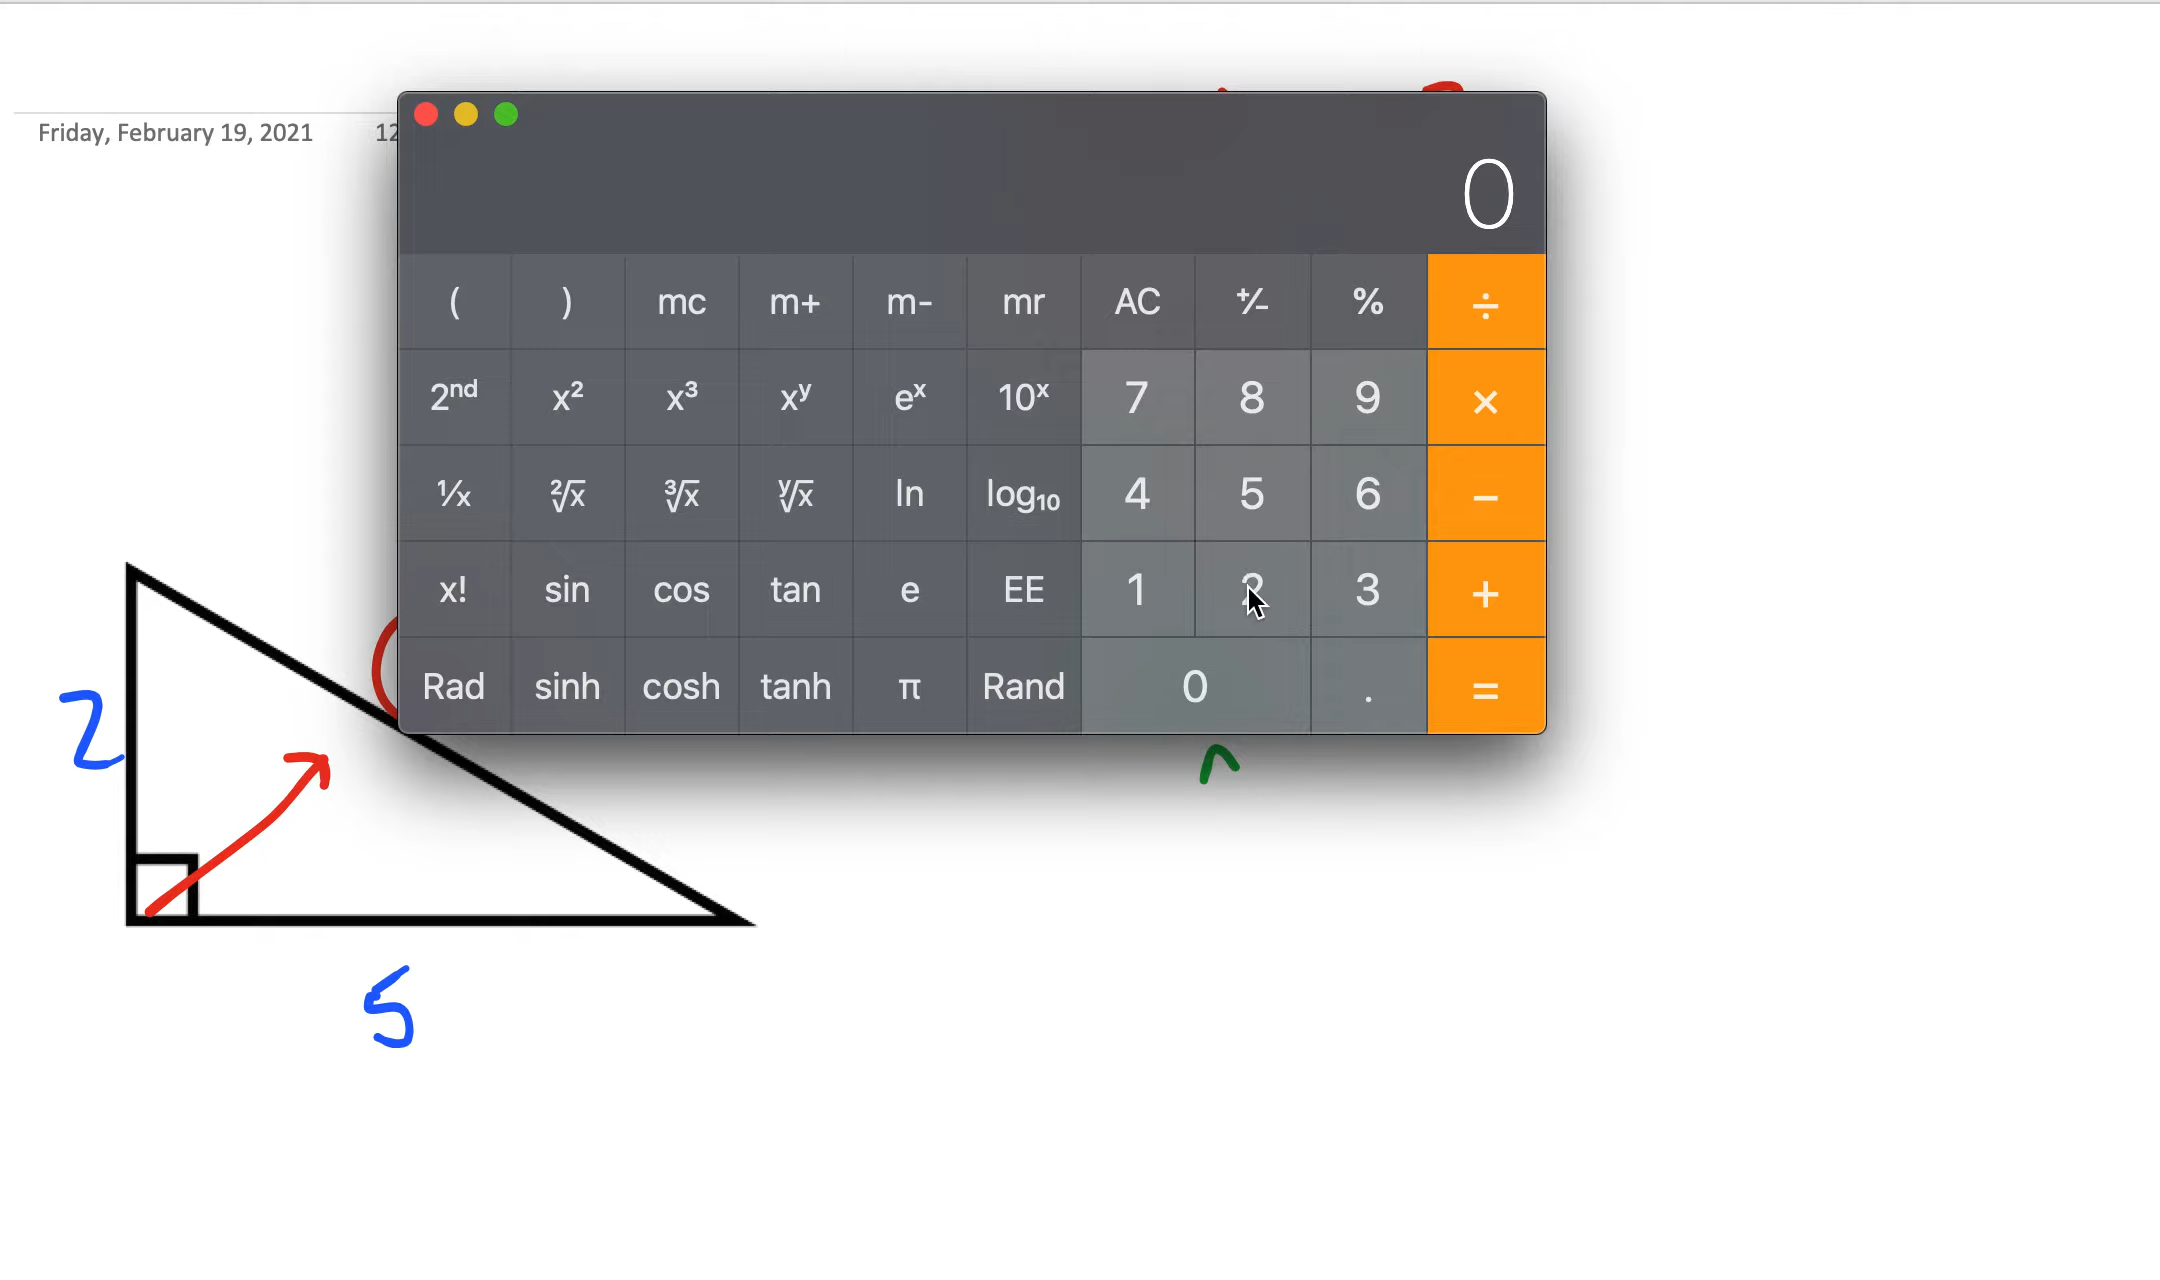 Friday, February 19, 2021 12
0
( ) mc m+ m- mr AC ⁺∕₋ % ÷
2ⁿᵈ x² x³ xʸ eˣ 10ˣ 7 8 9 ×
¹∕x ²√x ³√x ʸ√x ln log₁₀ 4 5 6 −
x! sin cos tan e EE 1 2 3 +
Rad sinh cosh tanh π Rand 0 . =
2
5